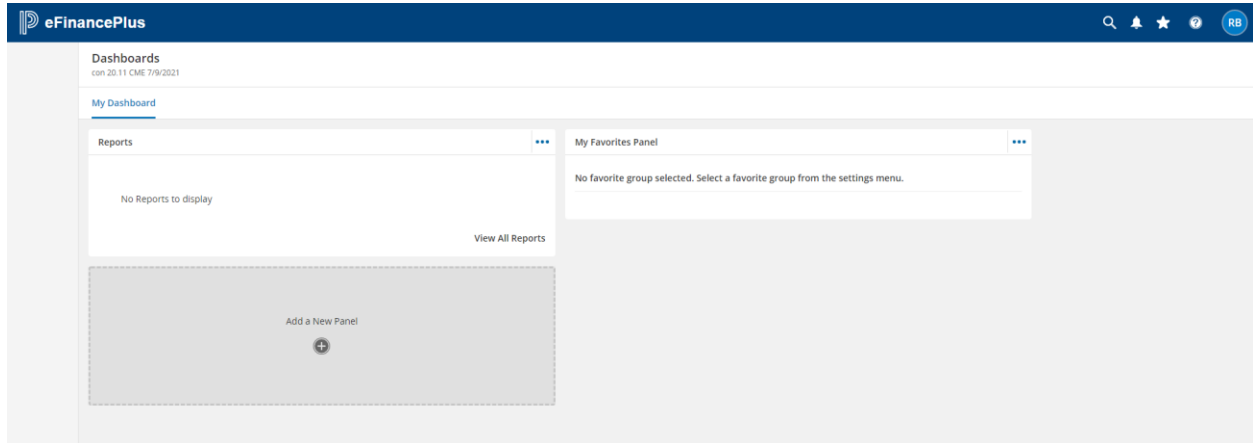 eFinancePlus
RB
Dashboards
con 20.11 CME 7/9/2021
My Dashboard
Reports
No Reports to display
View All Reports
My Favorites Panel
No favorite group selected. Select a favorite group from the settings menu.
Add a New Panel